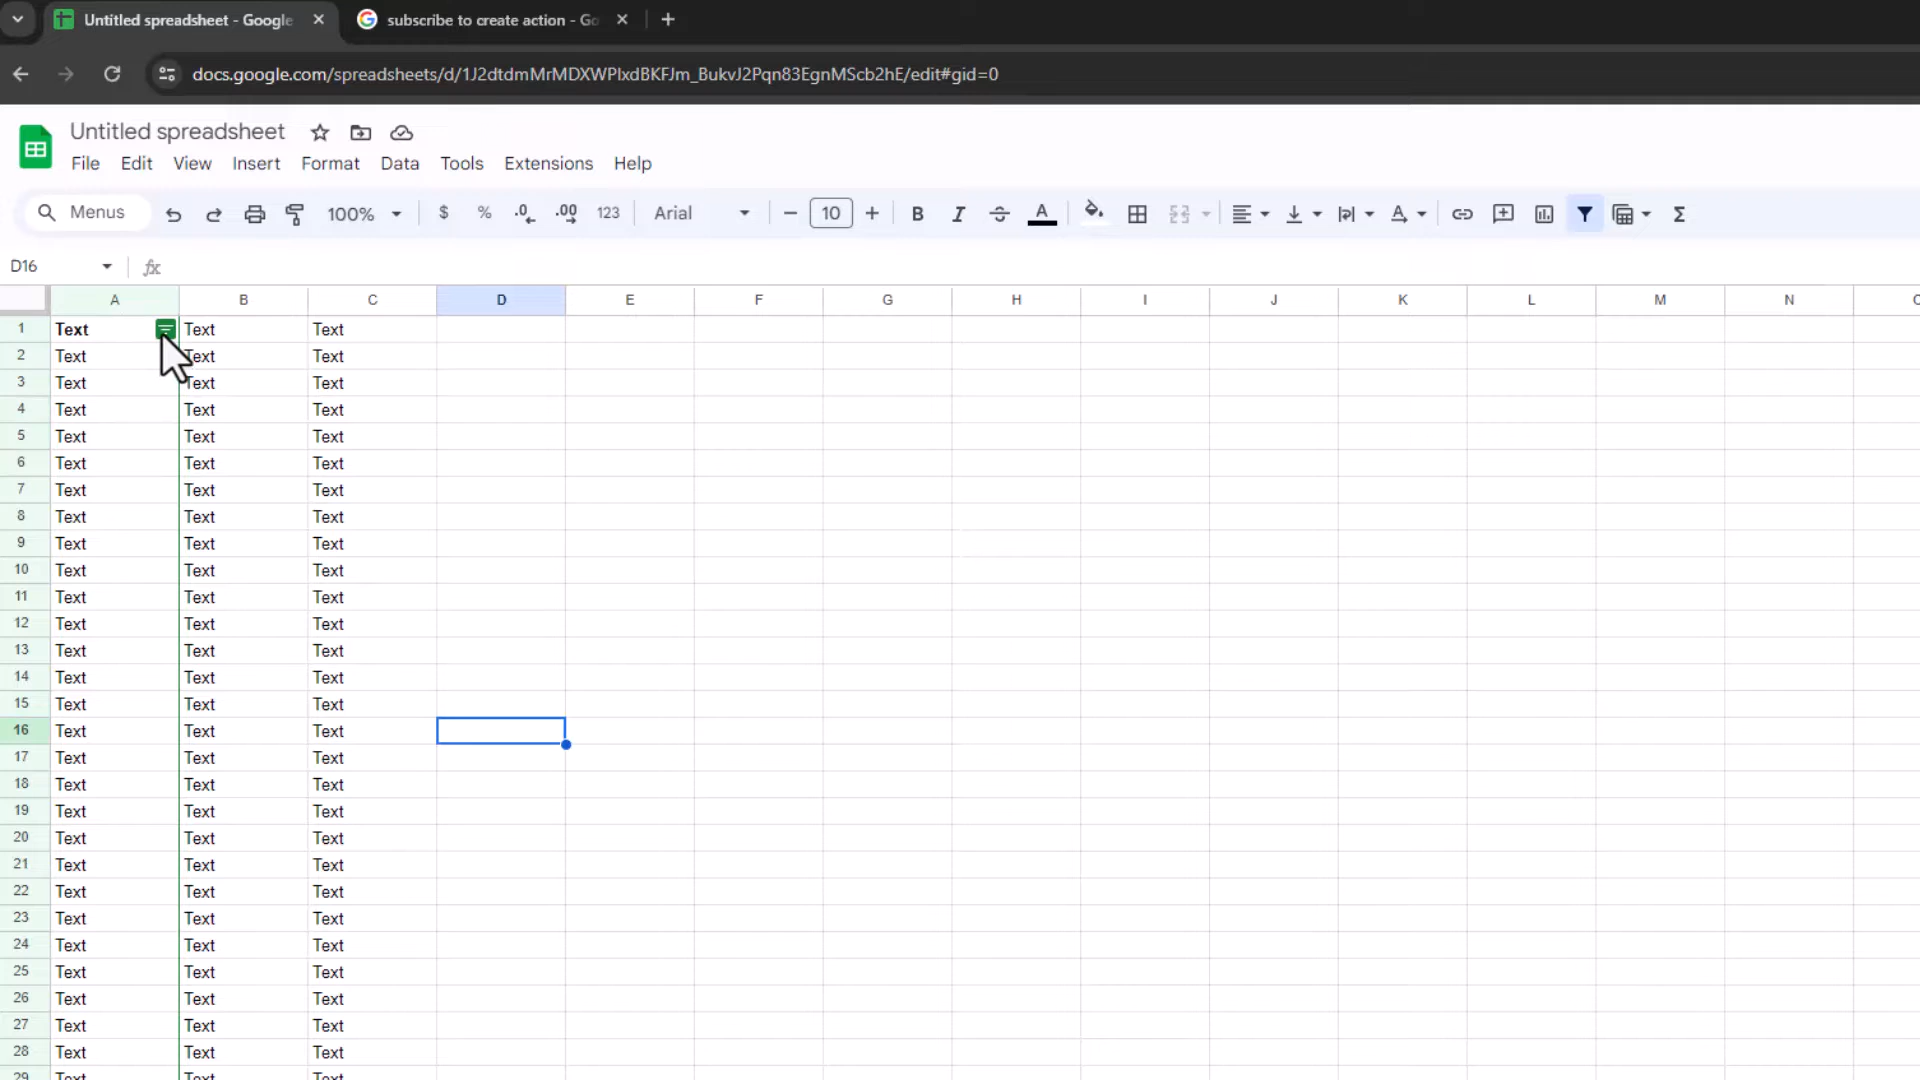 Untitled spreadsheet - Google
subscribe to create action - Go
docs.google.com/spreadsheets/d/1J2dtdmMrMDXWPlxdBKFJm_BukvJ2Pqn83EgnMScb2hE/edit#gid=0
Untitled spreadsheet
File Edit View Insert Format Data Tools Extensions Help
Menus 100% $ % .0 .00 123 Arial 10 B I S A A Σ
D16 fx
A B C D E F G H I J K L M N
1 Text Text Text
2 Text Text Text
3 Text Text Text
4 Text Text Text
5 Text Text Text
6 Text Text Text
7 Text Text Text
8 Text Text Text
9 Text Text Text
10 Text Text Text
11 Text Text Text
12 Text Text Text
13 Text Text Text
14 Text Text Text
15 Text Text Text
16 Text Text Text
17 Text Text Text
18 Text Text Text
19 Text Text Text
20 Text Text Text
21 Text Text Text
22 Text Text Text
23 Text Text Text
24 Text Text Text
25 Text Text Text
26 Text Text Text
27 Text Text Text
28 Text Text Text
29 Text Text Text